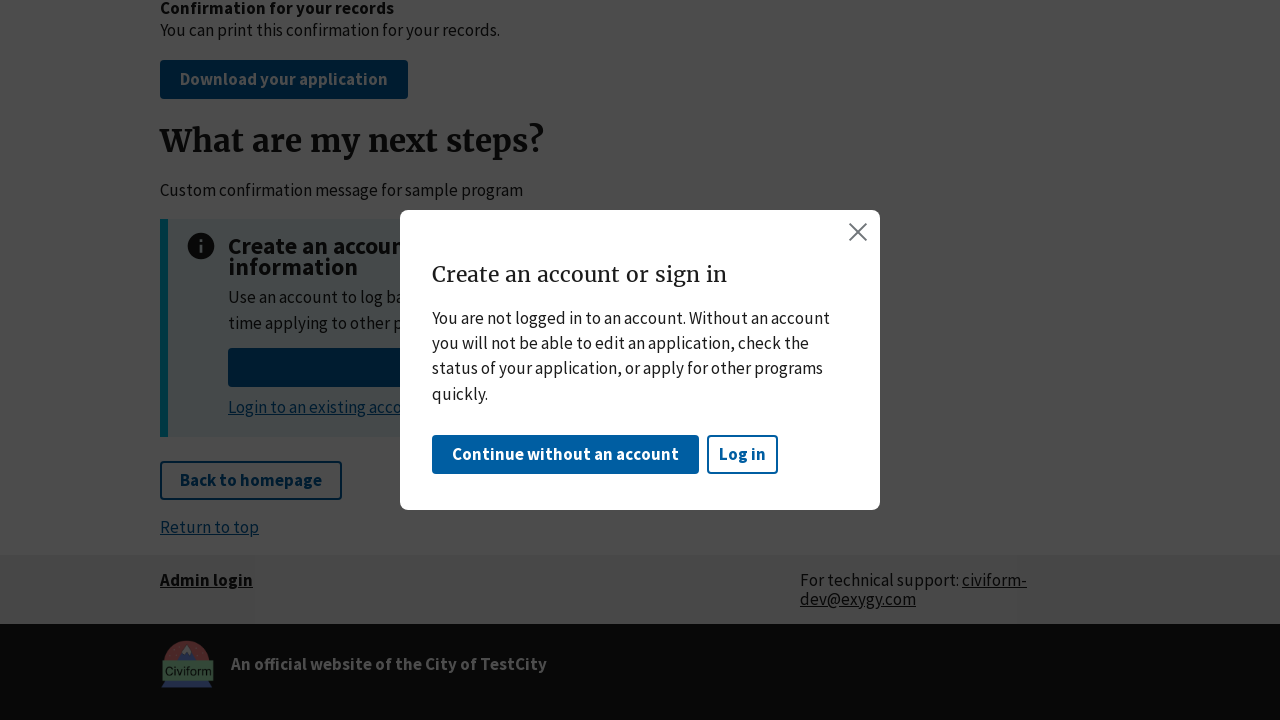 Confirmation for your records
You can print this confirmation for your records.
Download your application
What are my next steps?
Custom confirmation message for sample program
Create an accoun
information
Use an account to log ba
time applying to other p
Login to an existing acco
Create an account or sign in
You are not logged in to an account. Without an account
you will not be able to edit an application, check the
status of your application, or apply for other programs
quickly.
Continue without an account
Log in
Back to homepage
Return to top
Admin login
For technical support: civiform-
dev@exygy.com
Civiform
An official website of the City of TestCity